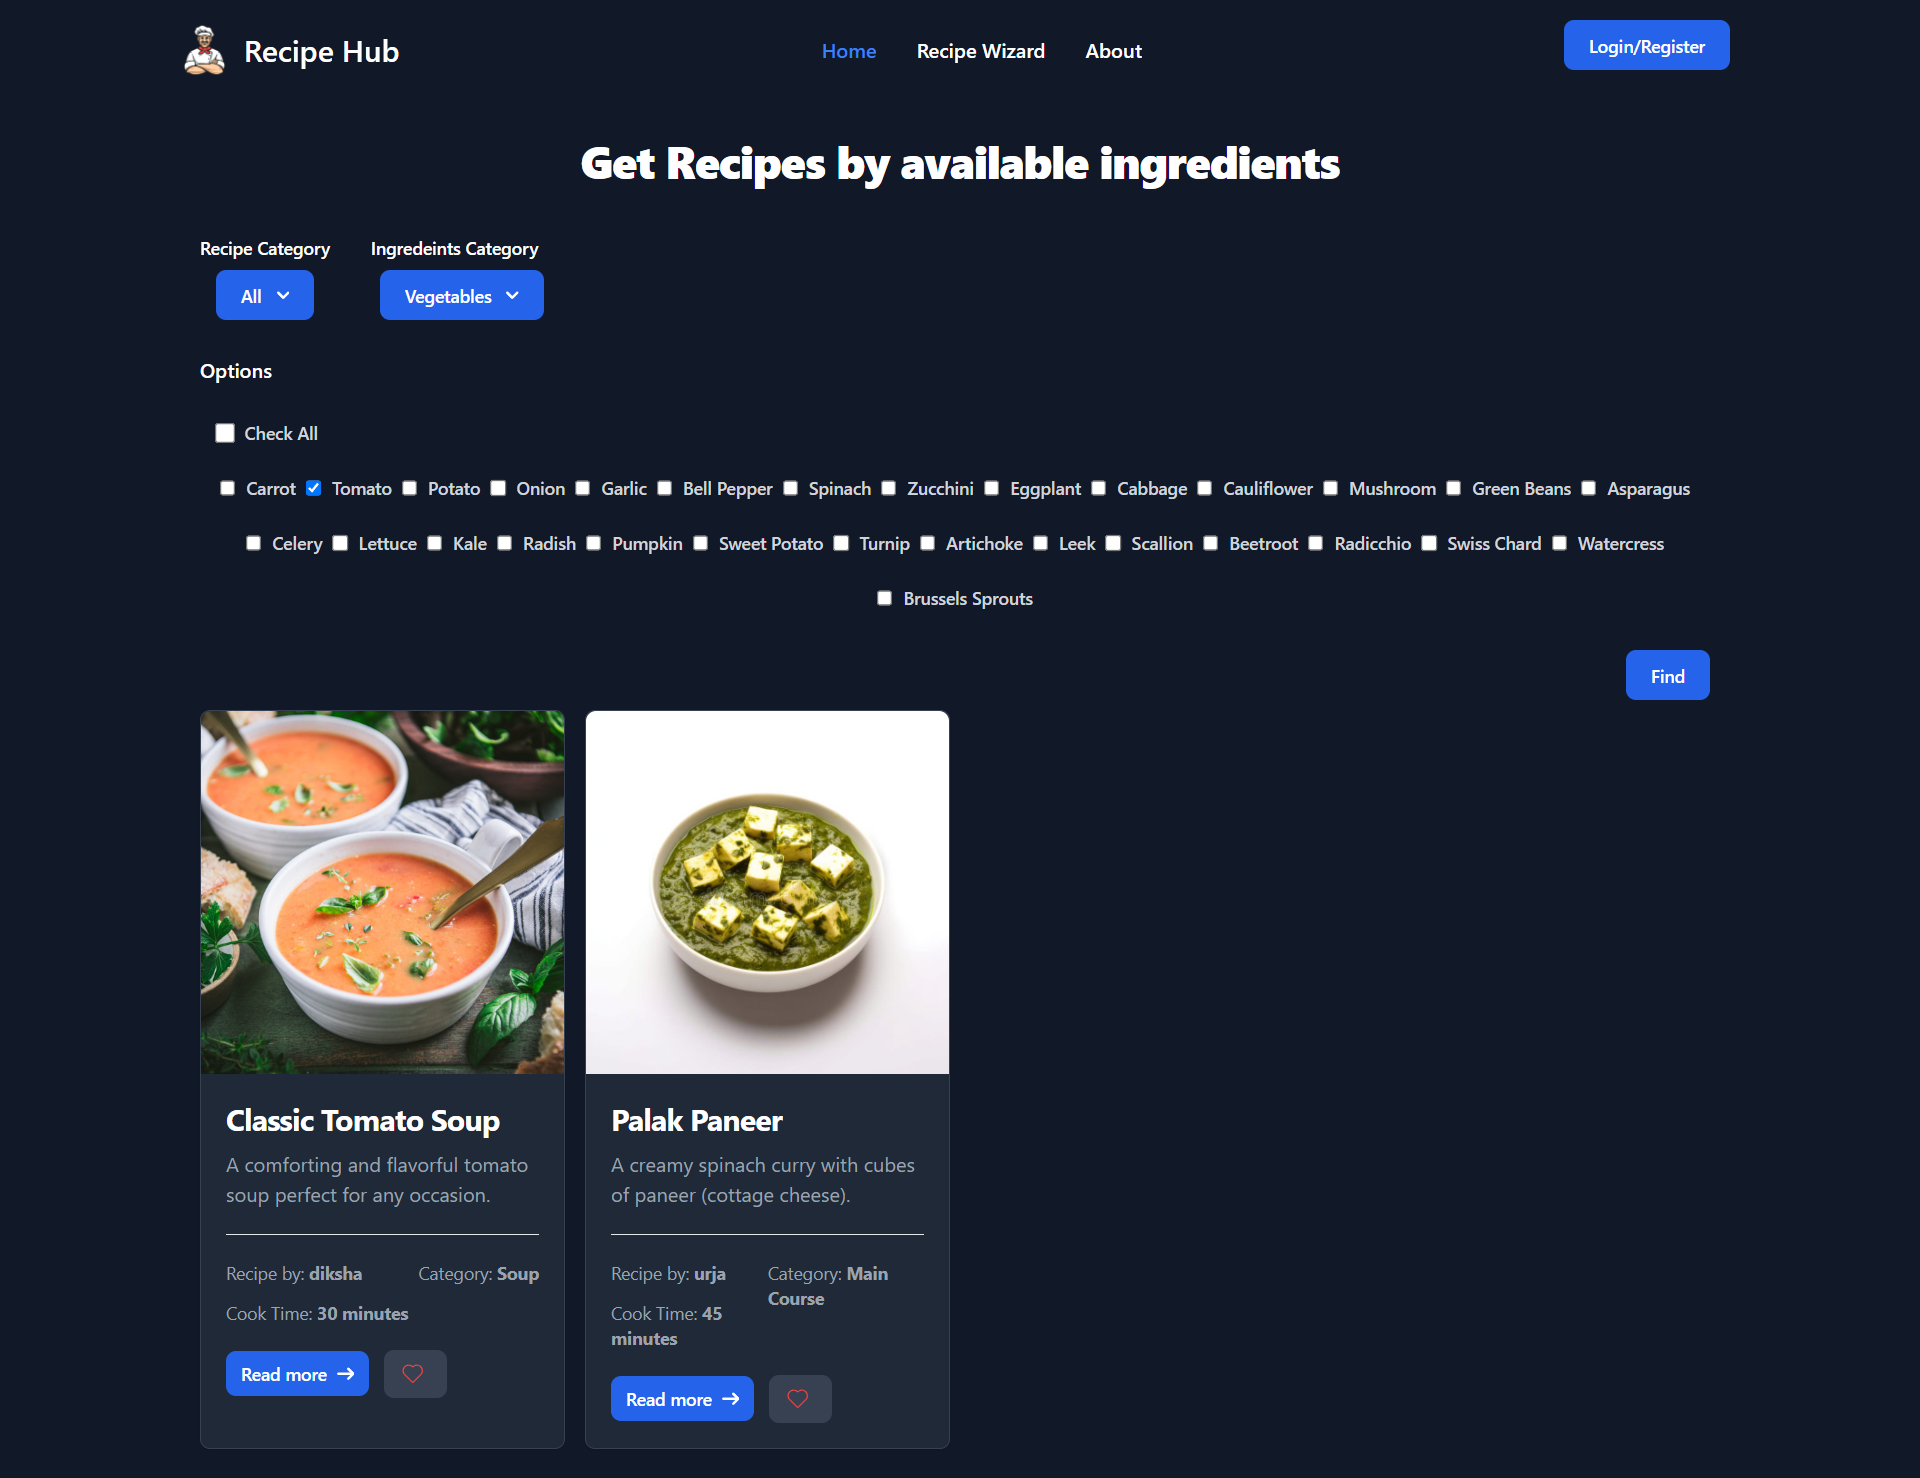 Recipe Hub
Home Recipe Wizard About
Login/Register
Get Recipes by available ingredients
Recipe Category Ingredeints Category
All Vegetables
Options
Check All
Carrot Tomato Potato Onion Garlic Bell Pepper Spinach Zucchini Eggplant Cabbage Cauliflower Mushroom Green Beans Asparagus
Celery Lettuce Kale Radish Pumpkin Sweet Potato Turnip Artichoke Leek Scallion Beetroot Radicchio Swiss Chard Watercress
Brussels Sprouts
Find
Classic Tomato Soup
A comforting and flavorful tomato
soup perfect for any occasion.
Recipe by: diksha Category: Soup
Cook Time: 30 minutes
Read more
Palak Paneer
A creamy spinach curry with cubes
of paneer (cottage cheese).
Recipe by: urja Category: Main
Course
Cook Time: 45
minutes
Read more